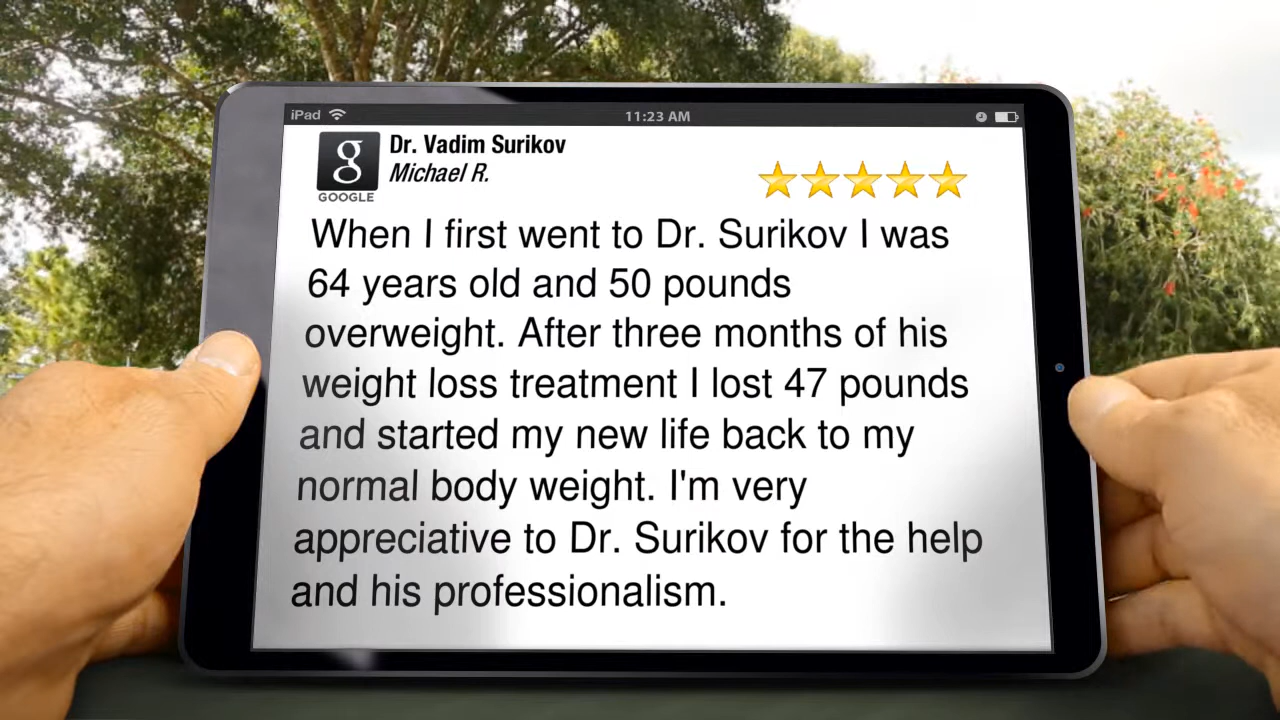 iPad 11:23 AM
g
GOOGLE
Dr. Vadim Surikov
Michael R.
When I first went to Dr. Surikov I was
64 years old and 50 pounds
overweight. After three months of his
weight loss treatment I lost 47 pounds
and started my new life back to my
normal body weight. I'm very
appreciative to Dr. Surikov for the help
and his professionalism.